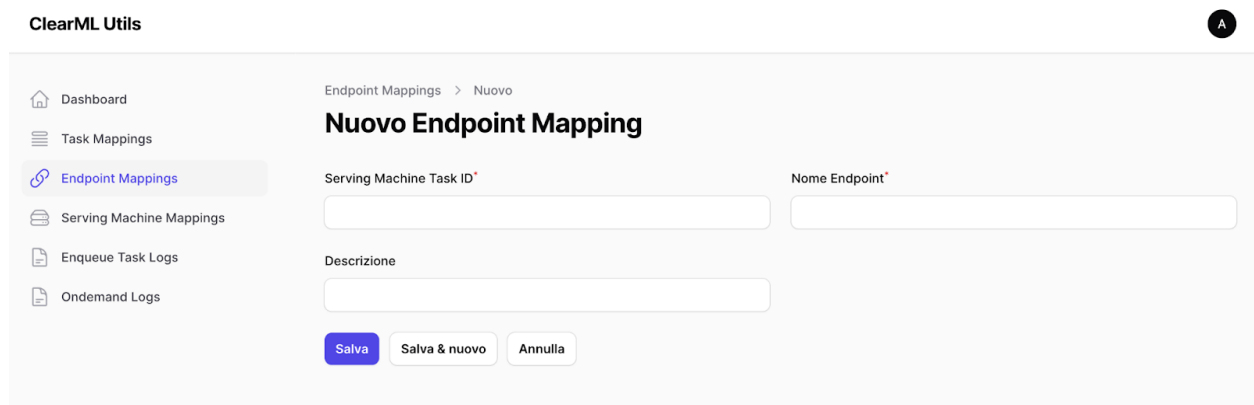 ClearML Utils
A
Dashboard
Task Mappings
Endpoint Mappings
Serving Machine Mappings
Enqueue Task Logs
Ondemand Logs
Endpoint Mappings > Nuovo
Nuovo Endpoint Mapping
Serving Machine Task ID*
Nome Endpoint*
Descrizione
Salva
Salva & nuovo
Annulla